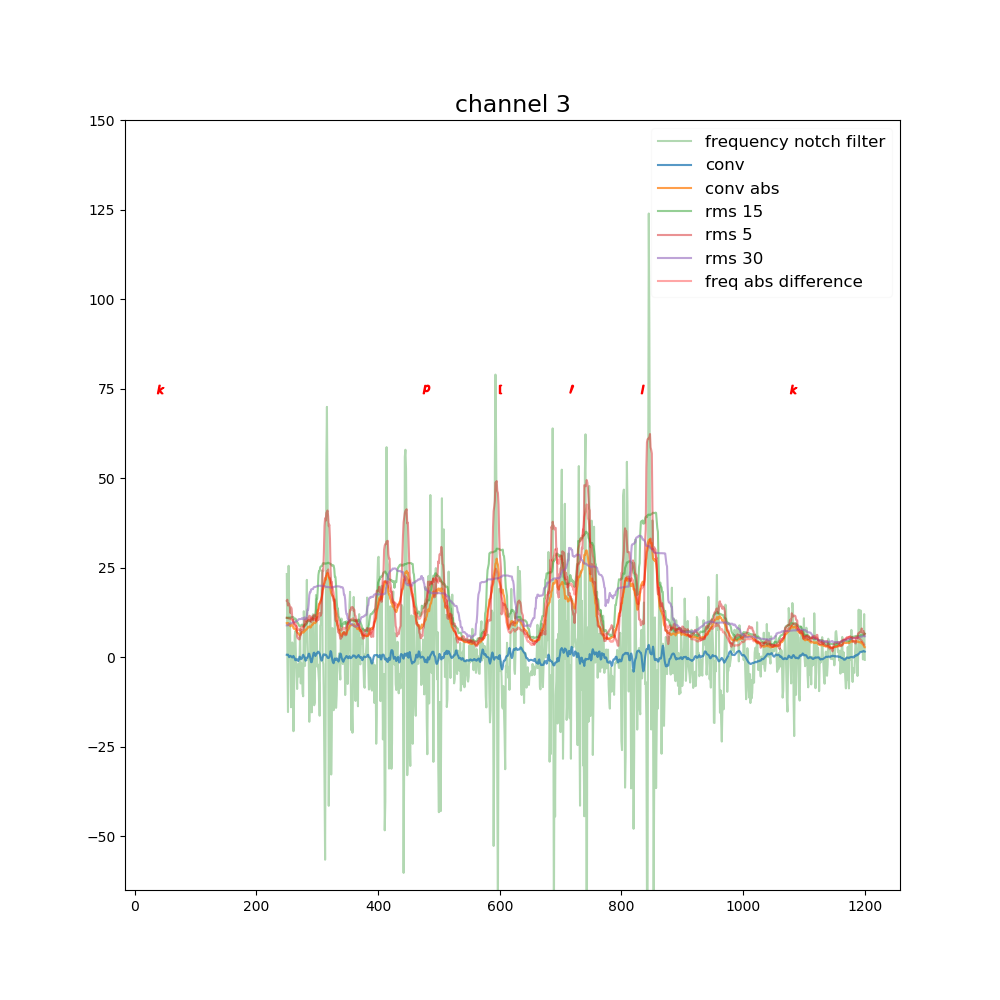 channel 3
150
125
100
75
50
25
0
−25
−50
0 200 400 600 800 1000 1200
frequency notch filter
conv
conv abs
rms 15
rms 5
rms 30
freq abs difference
k p l l k